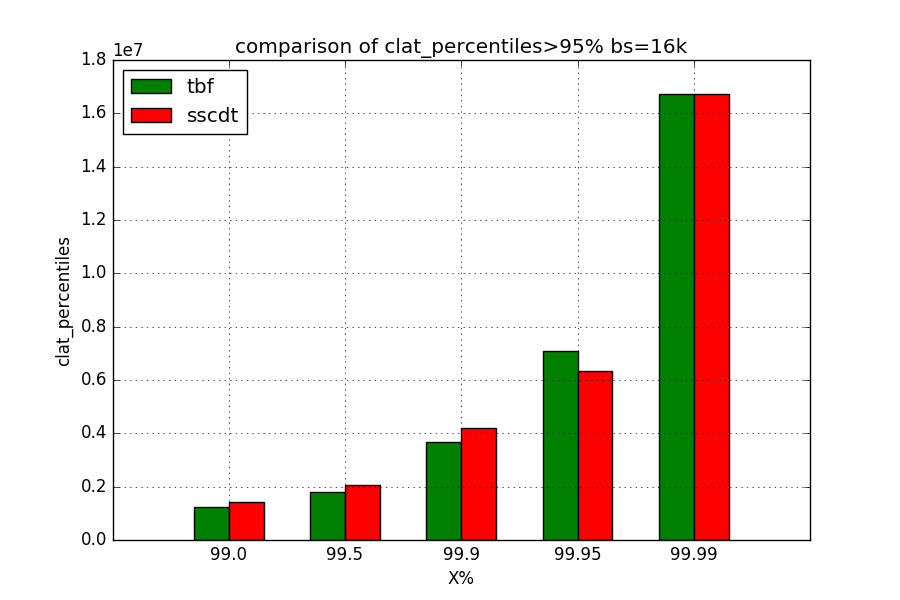 comparison of clat_percentiles>95% bs=16k
1e7
1.8
1.6
1.4
1.2
1.0
0.8
0.6
0.4
0.2
0.0
clat_percentiles
tbf
sscdt
99.0 99.5 99.9 99.95 99.99
X%